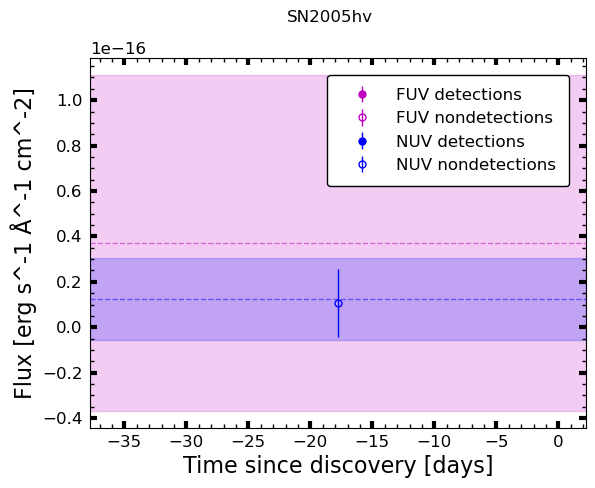 SN2005hv
1e−16
FUV detections
FUV nondetections
NUV detections
NUV nondetections
1.0
0.8
0.6
0.4
0.2
0.0
−0.2
−0.4
Flux [erg s^-1 Å^-1 cm^-2]
−35 −30 −25 −20 −15 −10 −5 0
Time since discovery [days]